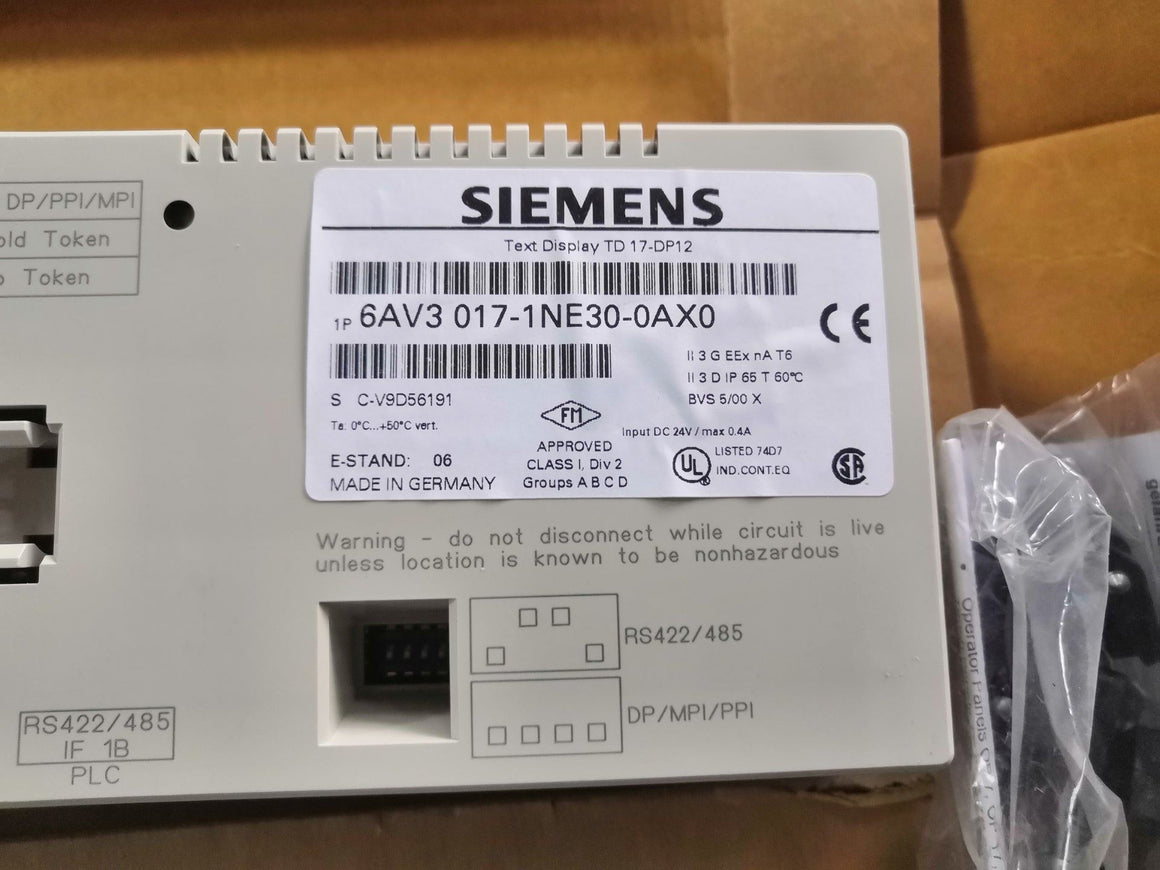 DP/PPI/MPI
old Token
o Token
SIEMENS
Text Display TD 17-DP12
1P 6AV3 017-1NE30-0AX0
CE
II 3 G EEx nA T6
II 3 D IP 65 T 60°C
BVS 5/00 X
S C-V9D56191
Ta: 0°C...+50°C vert.
FM
APPROVED
CLASS I, Div 2
Groups A B C D
Input DC 24V / max 0.4A
E-STAND: 06
MADE IN GERMANY
UL
LISTED 74D7
IND.CONT.EQ
SA
Warning - do not disconnect while circuit is live
unless location is known to be nonhazardous
RS422/485
DP/MPI/PPI
RS422/485
IF 1B
PLC
Operator Panels